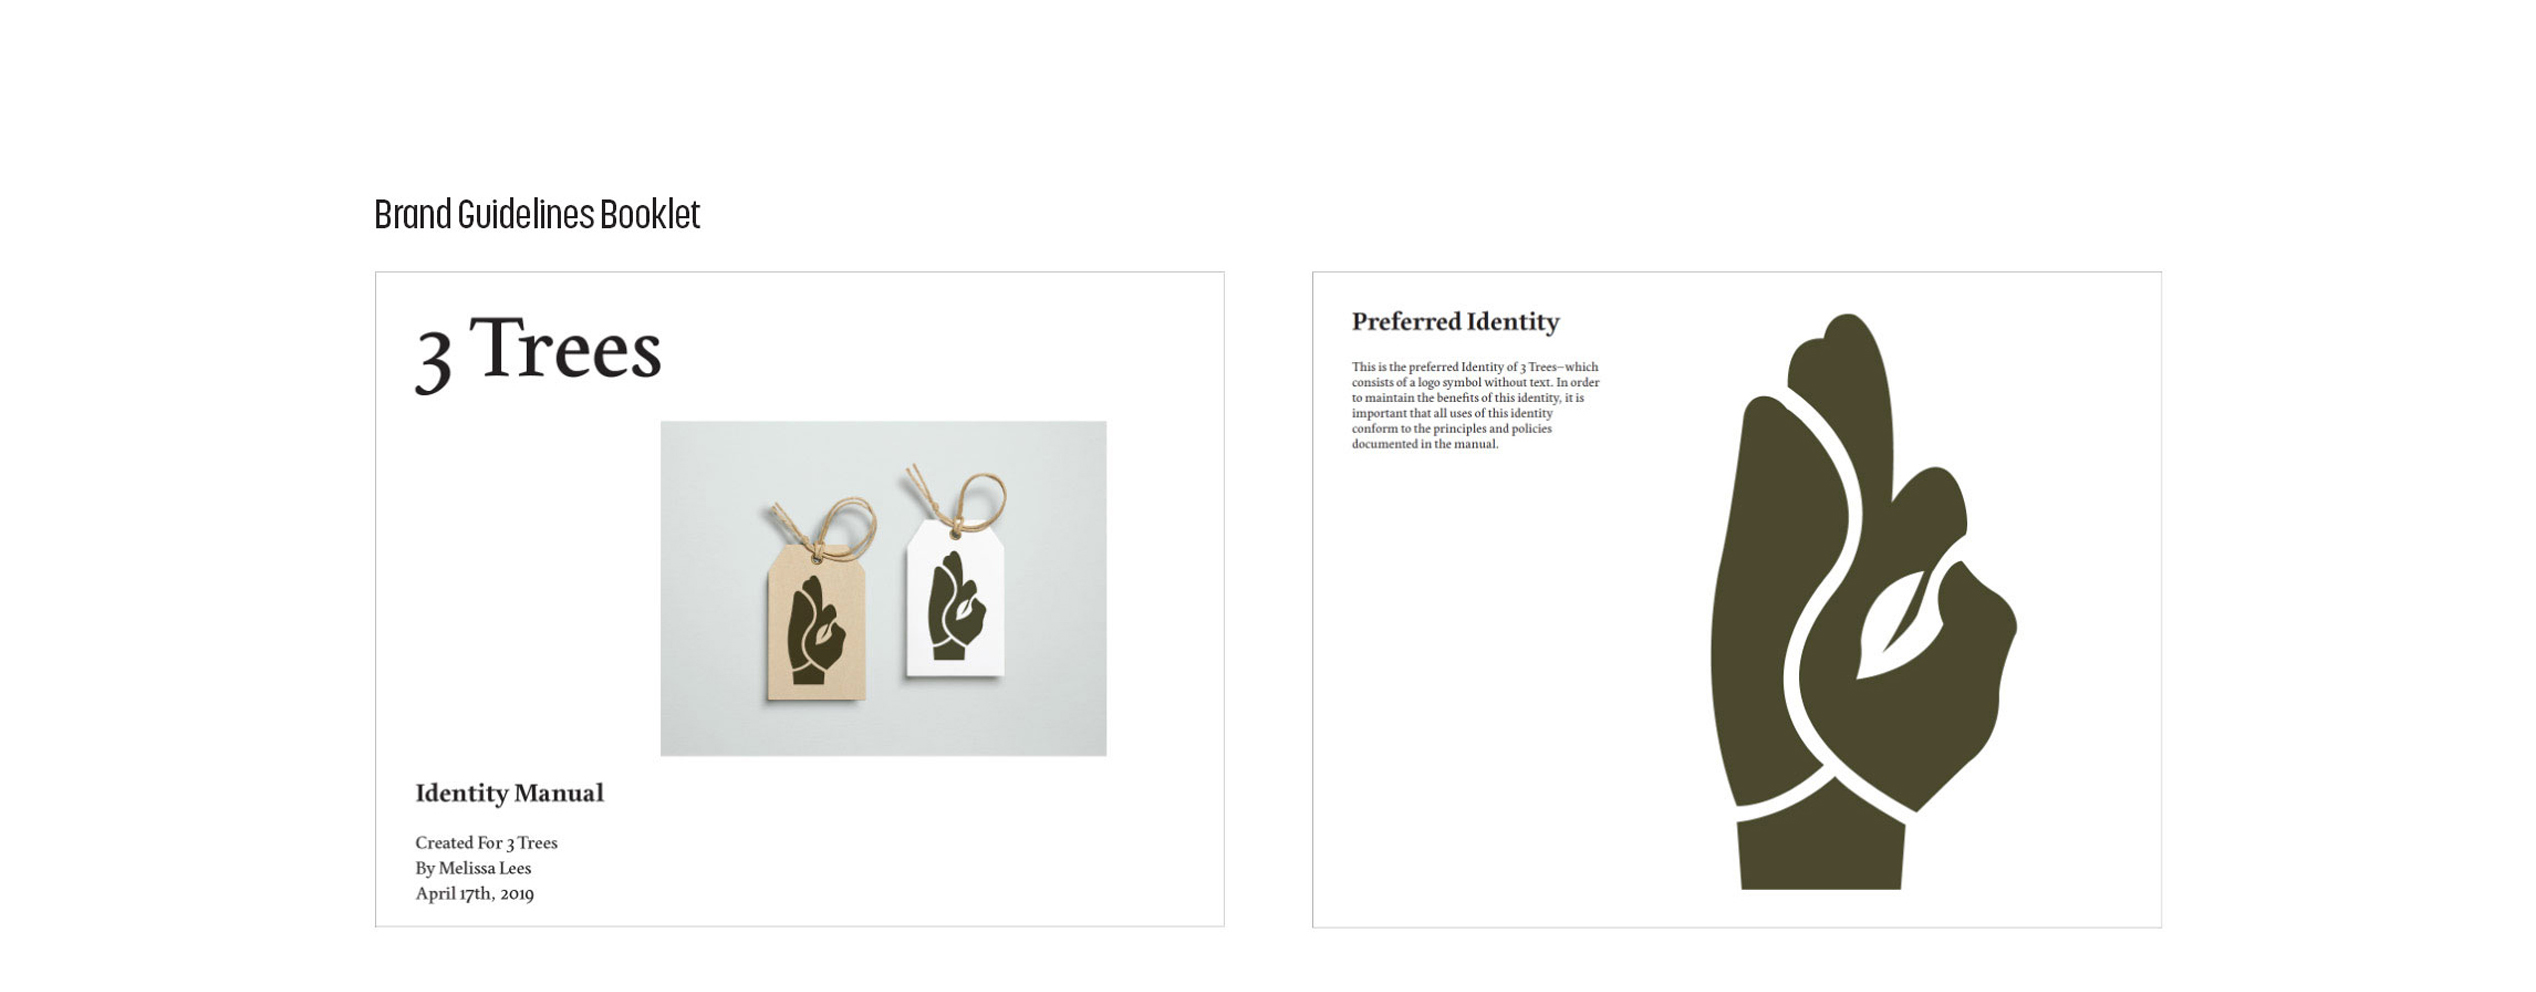 Brand Guidelines Booklet
3 Trees
Identity Manual
Created For 3 Trees
By Melissa Lees
April 17th, 2019
Preferred Identity
This is the preferred Identity of 3 Trees–which
consists of a logo symbol without text. In order
to maintain the benefits of this identity, it is
important that all uses of this identity
conform to the principles and policies
documented in the manual.